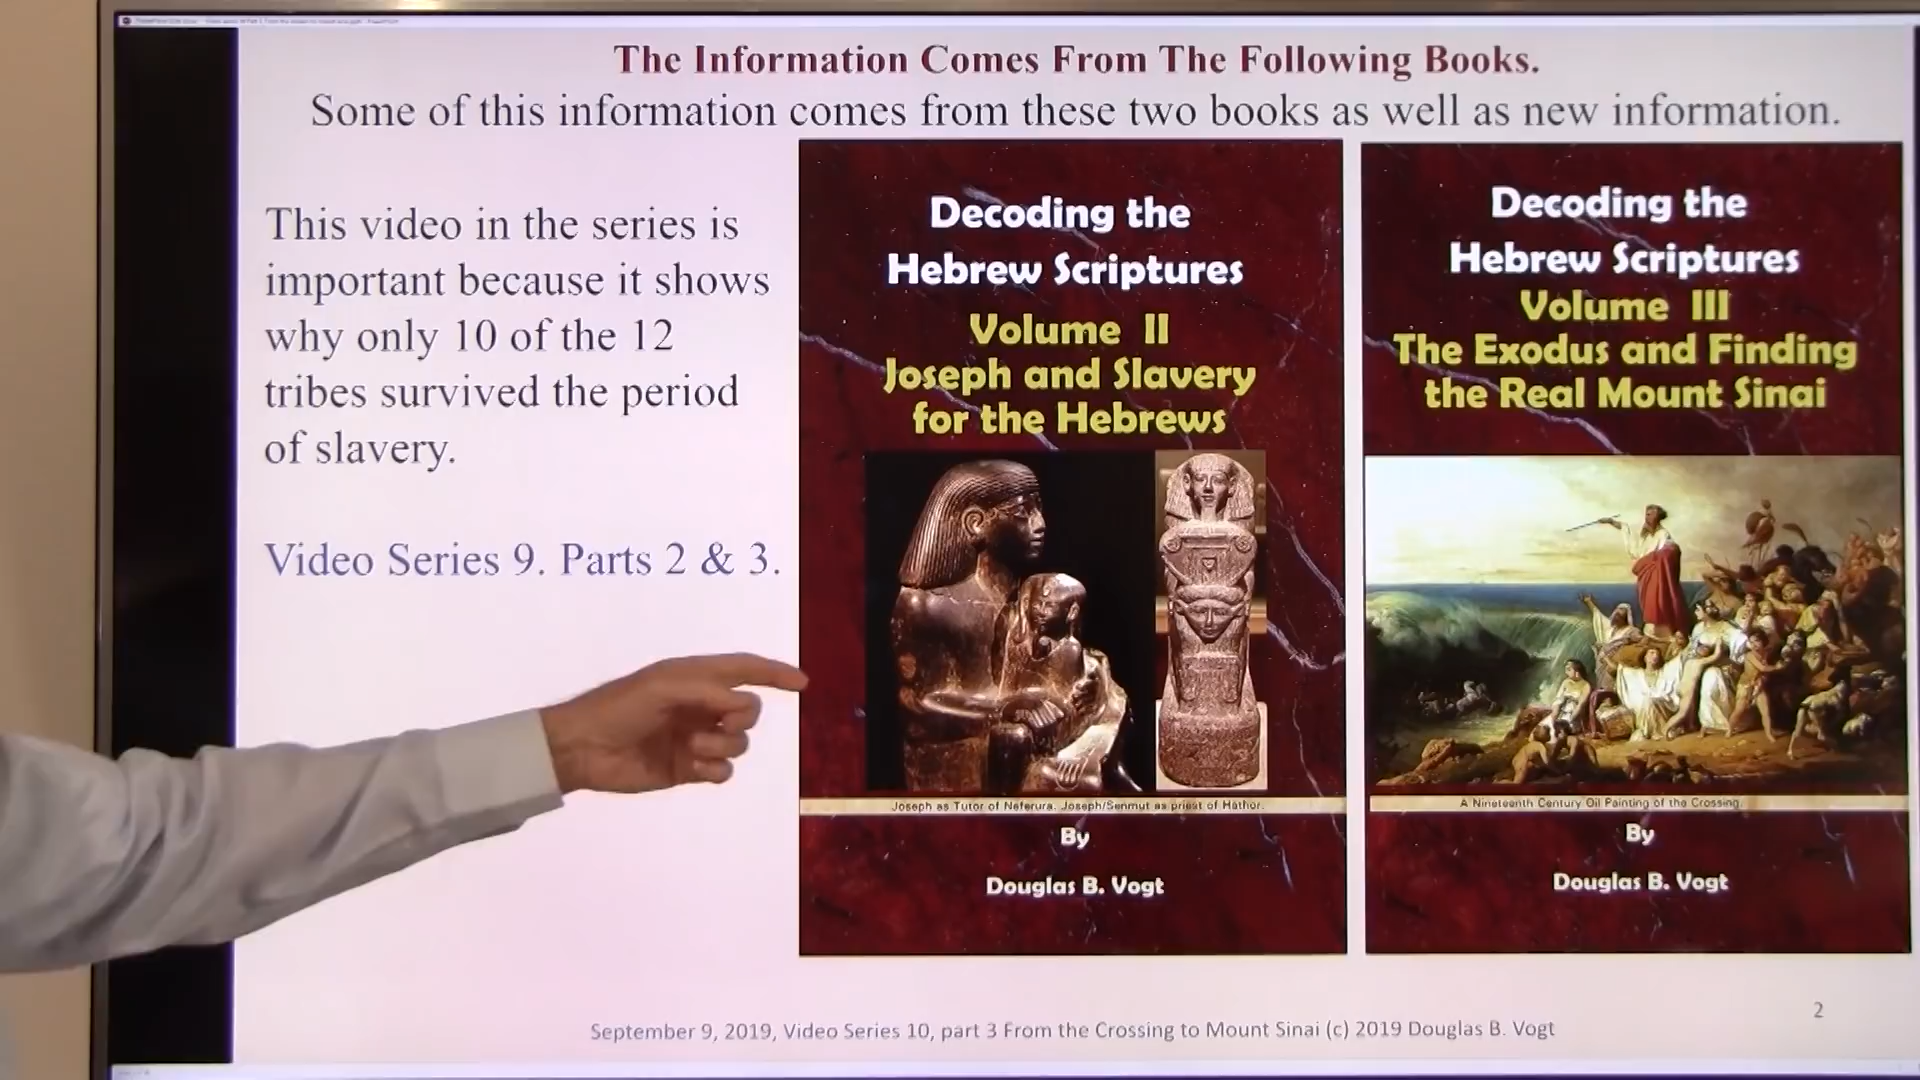 The Information Comes From The Following Books.
Some of this information comes from these two books as well as new information.
This video in the series is
important because it shows
why only 10 of the 12
tribes survived the period
of slavery.
Video Series 9. Parts 2 & 3.
Decoding the
Hebrew Scriptures
Volume II
Joseph and Slavery
for the Hebrews
Joseph as Tutor of Neferura. Joseph/Senmut as priest of Hathor.
By
Douglas B. Vogt
Decoding the
Hebrew Scriptures
Volume III
The Exodus and Finding
the Real Mount Sinai
A Nineteenth Century Oil Painting of the Crossing.
By
Douglas B. Vogt
2
September 9, 2019, Video Series 10, part 3 From the Crossing to Mount Sinai (c) 2019 Douglas B. Vogt